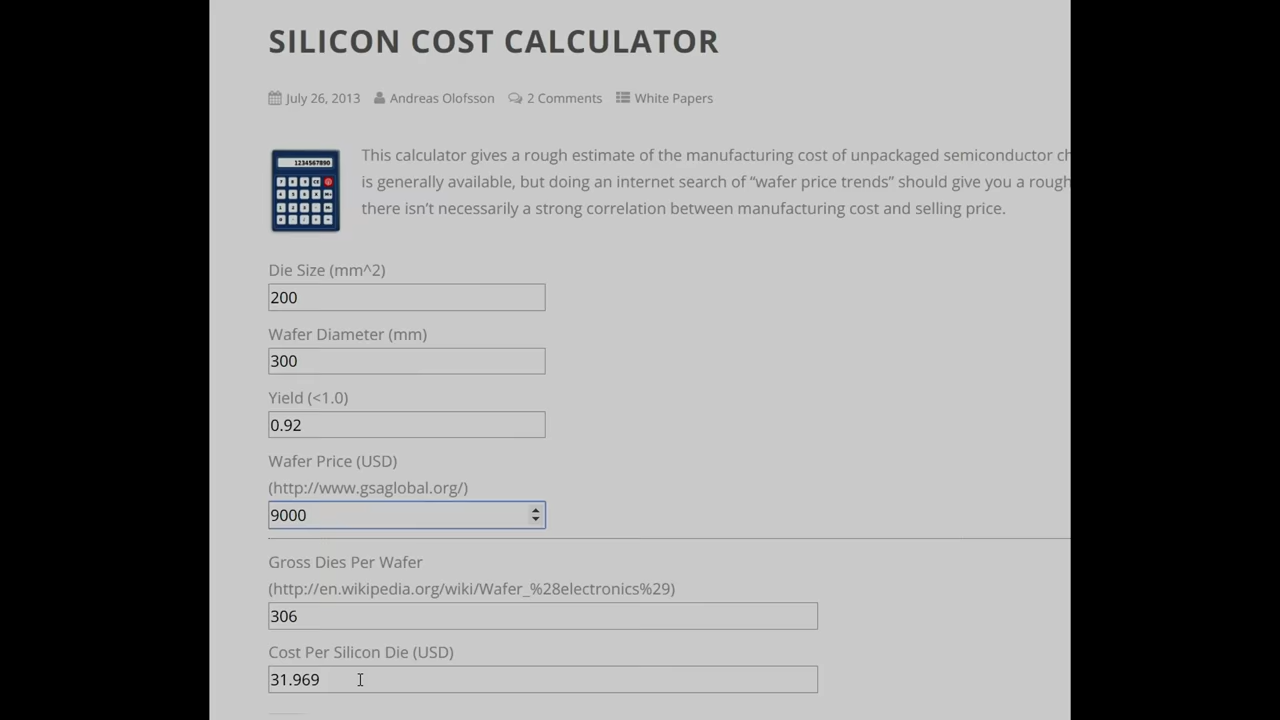 SILICON COST CALCULATOR
July 26, 2013 Andreas Olofsson 2 Comments White Papers
1234567890
This calculator gives a rough estimate of the manufacturing cost of unpackaged semiconductor ch
is generally available, but doing an internet search of “wafer price trends” should give you a rough
there isn’t necessarily a strong correlation between manufacturing cost and selling price.
Die Size (mm^2)
200
Wafer Diameter (mm)
300
Yield (<1.0)
0.92
Wafer Price (USD)
(http://www.gsaglobal.org/)
9000
Gross Dies Per Wafer
(http://en.wikipedia.org/wiki/Wafer_%28electronics%29)
306
Cost Per Silicon Die (USD)
31.969